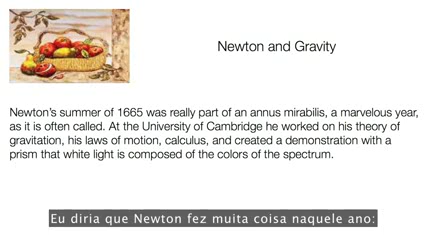 Newton and Gravity
Newton's summer of 1665 was really part of an annus mirabilis, a marvelous year,
as it is often called. At the University of Cambridge he worked on his theory of
gravitation, his laws of motion, calculus, and created a demonstration with a
prism that white light is composed of the colors of the spectrum.
Eu diria que Newton fez muita coisa naquele ano: